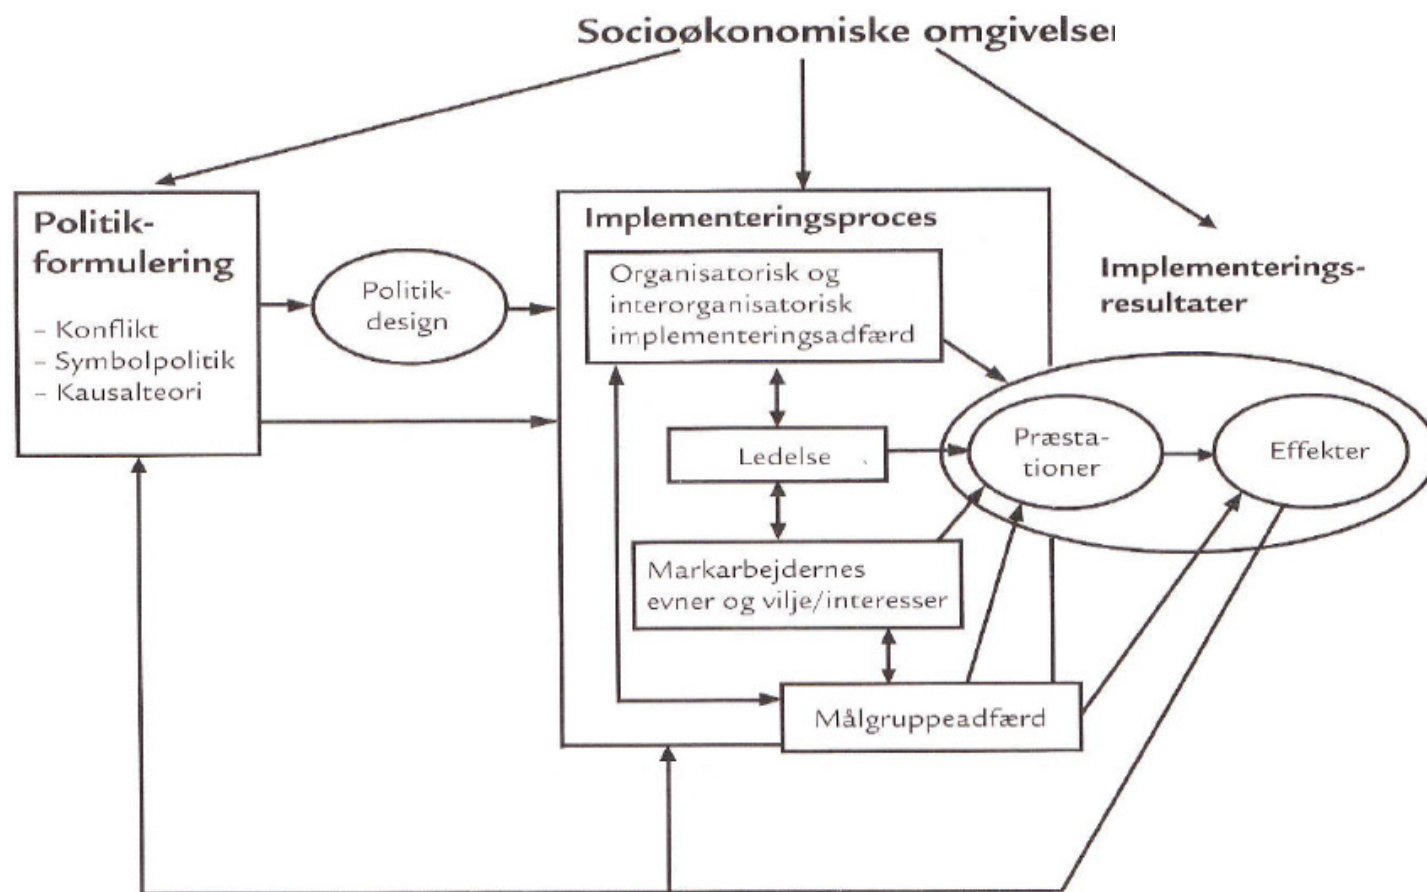 Socioøkonomiske omgivelser
Politik-
formulering
– Konflikt
– Symbolpolitik
– Kausalteori
Politik-
design
Implementeringsproces
Organisatorisk og
interorganisatorisk
implementeringsadfærd
Ledelse
Markarbejdernes
evner og vilje/interesser
Målgruppeadfærd
Implementerings-
resultater
Præsta-
tioner
Effekter